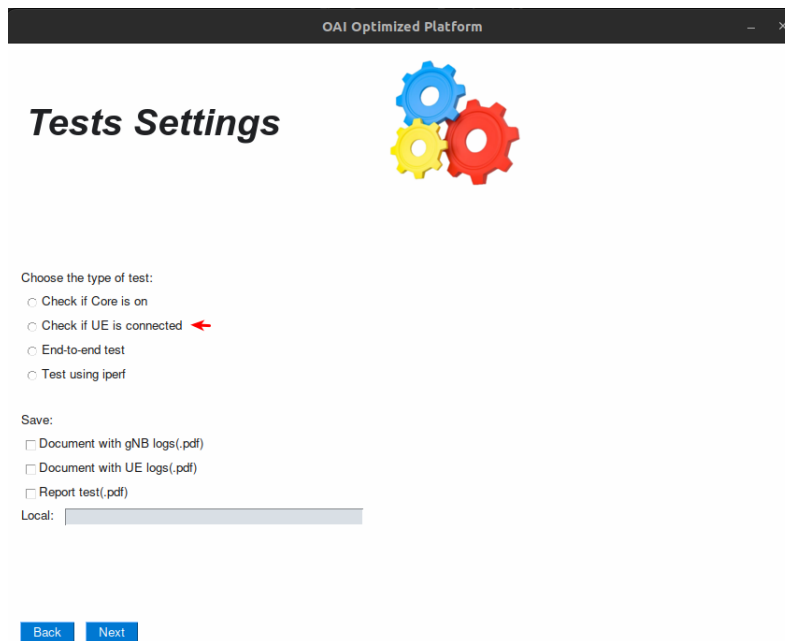 OAI Optimized Platform
Tests Settings
Choose the type of test:
Check if Core is on
Check if UE is connected
End-to-end test
Test using iperf
Save:
Document with gNB logs(.pdf)
Document with UE logs(.pdf)
Report test(.pdf)
Local:
Back Next